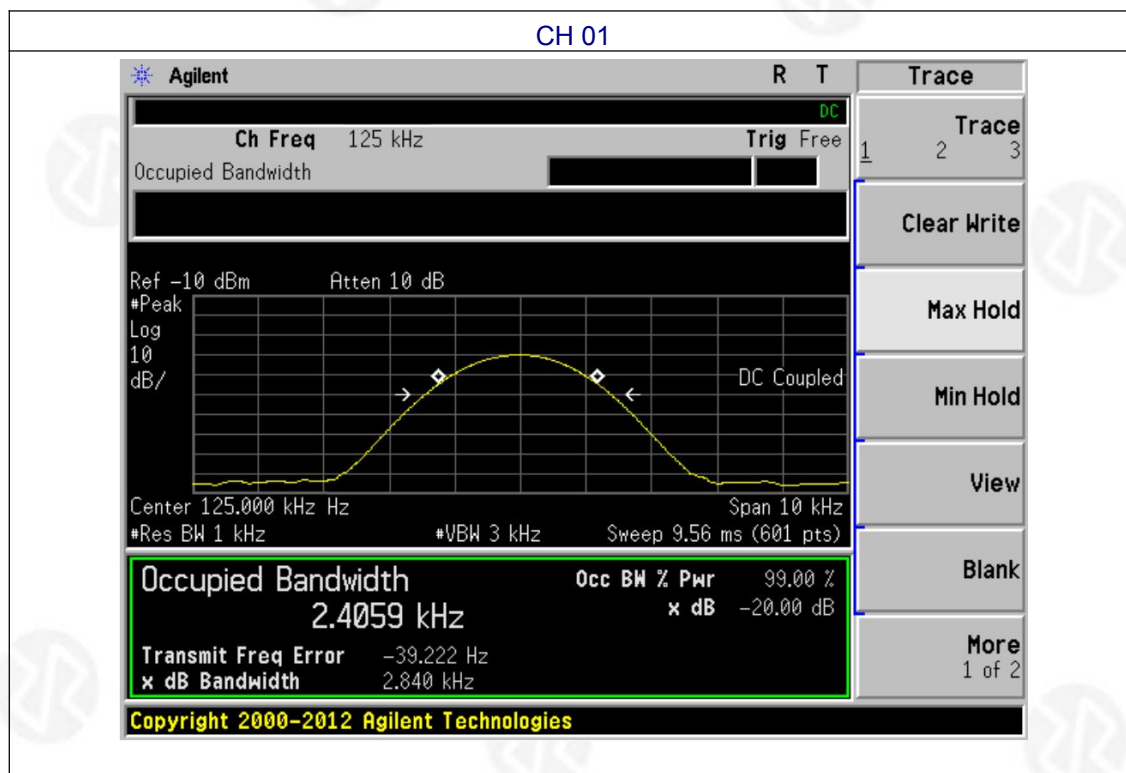 CH 01
Agilent R T Trace
DC
Ch Freq 125 kHz Trig Free
Occupied Bandwidth
Trace
1 2 3
Clear Write
Max Hold
Min Hold
View
Blank
More
1 of 2
Ref -10 dBm Atten 10 dB
#Peak
Log
10
dB/
DC Coupled
Center 125.000 kHz Hz Span 10 kHz
#Res BW 1 kHz #VBW 3 kHz Sweep 9.56 ms (601 pts)
Occupied Bandwidth Occ BW % Pwr 99.00 %
2.4059 kHz x dB -20.00 dB
Transmit Freq Error -39.222 Hz
x dB Bandwidth 2.840 kHz
Copyright 2000-2012 Agilent Technologies